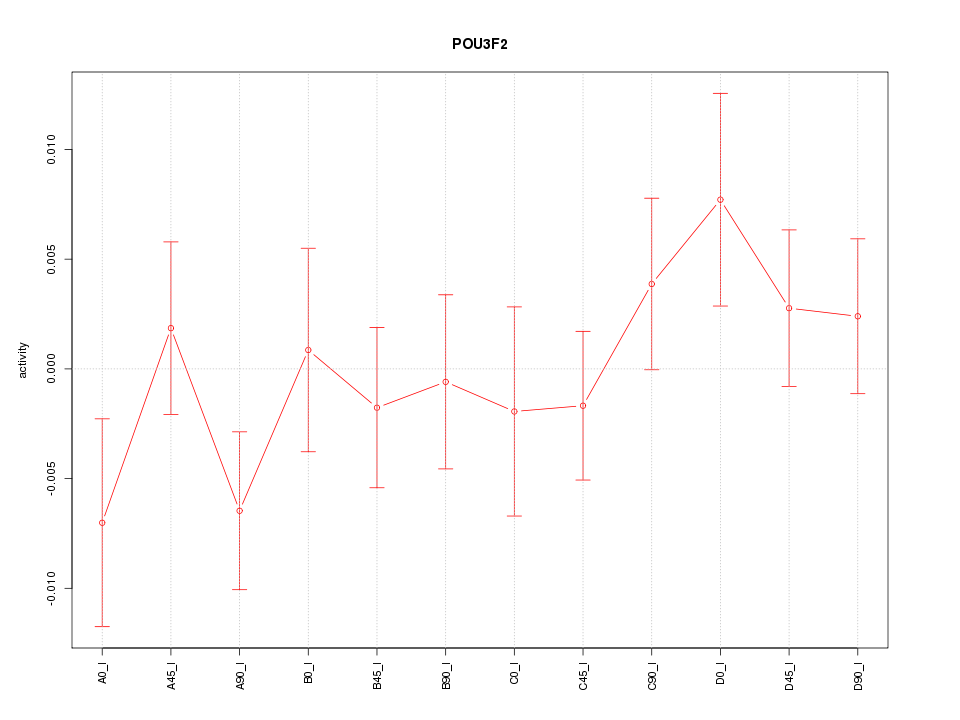 POU3F2
activity
0.010
0.005
0.000
-0.005
-0.010
A0_I
A45_I
A90_I
B0_I
B45_I
B90_I
C0_I
C45_I
C90_I
D0_I
D45_I
D90_I